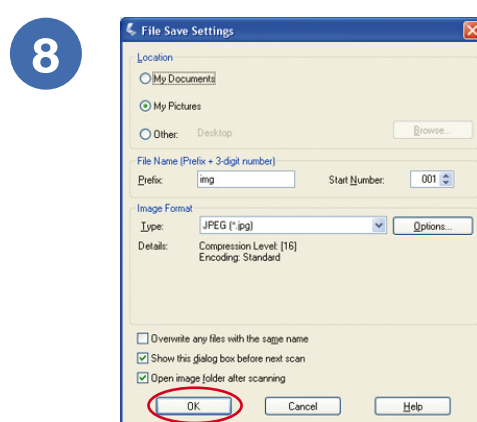 8
File Save Settings
Location
My Documents
My Pictures
Other: Desktop Browse...
File Name (Prefix + 3-digit number)
Prefix: img Start Number: 001
Image Format
Type: JPEG (*.jpg) Options...
Details: Compression Level: [16]
Encoding: Standard
Overwrite any files with the same name
Show this dialog box before next scan
Open image folder after scanning
OK Cancel Help